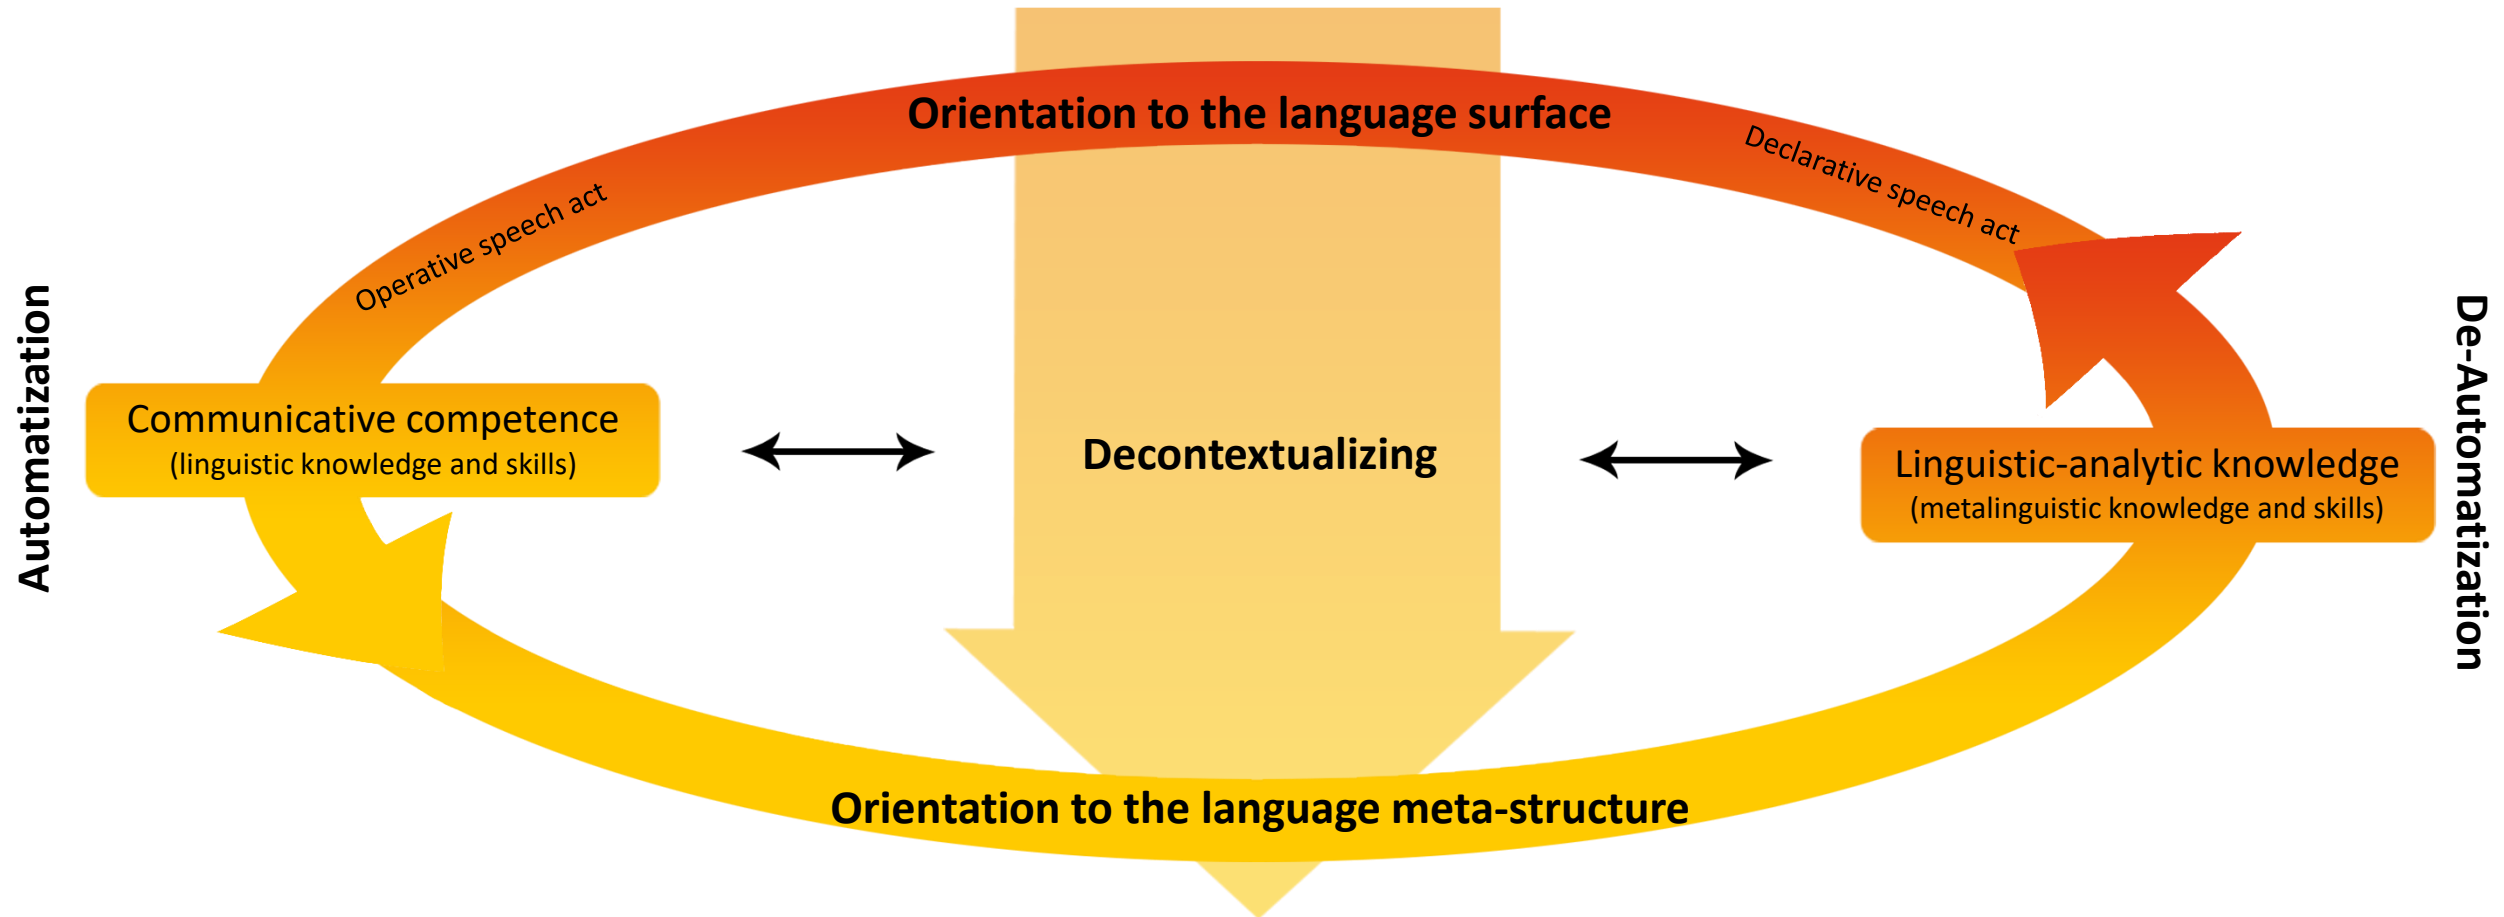 Orientation to the language surface
Operative speech act
Declarative speech act
Automatization
Communicative competence
(linguistic knowledge and skills)
Decontextualizing
Linguistic-analytic knowledge
(metalinguistic knowledge and skills)
De-Automatization
Orientation to the language meta-structure